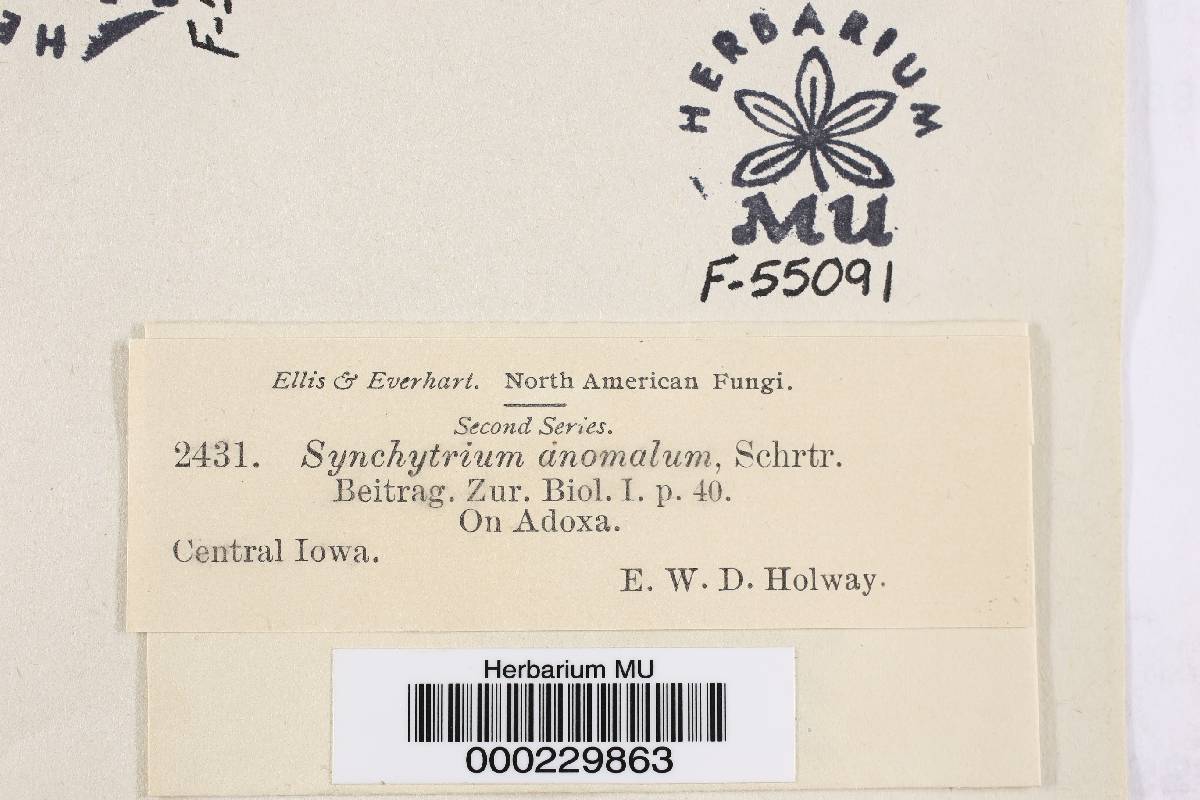 F-
HERBARIUM
MU
F-55091
Ellis & Everhart. North American Fungi.
Second Series.
2431. Synchytrium anomalum, Schrtr.
Beitrag. Zur. Biol. I. p. 40.
On Adoxa.
Central Iowa.
E. W. D. Holway.
Herbarium MU
000229863